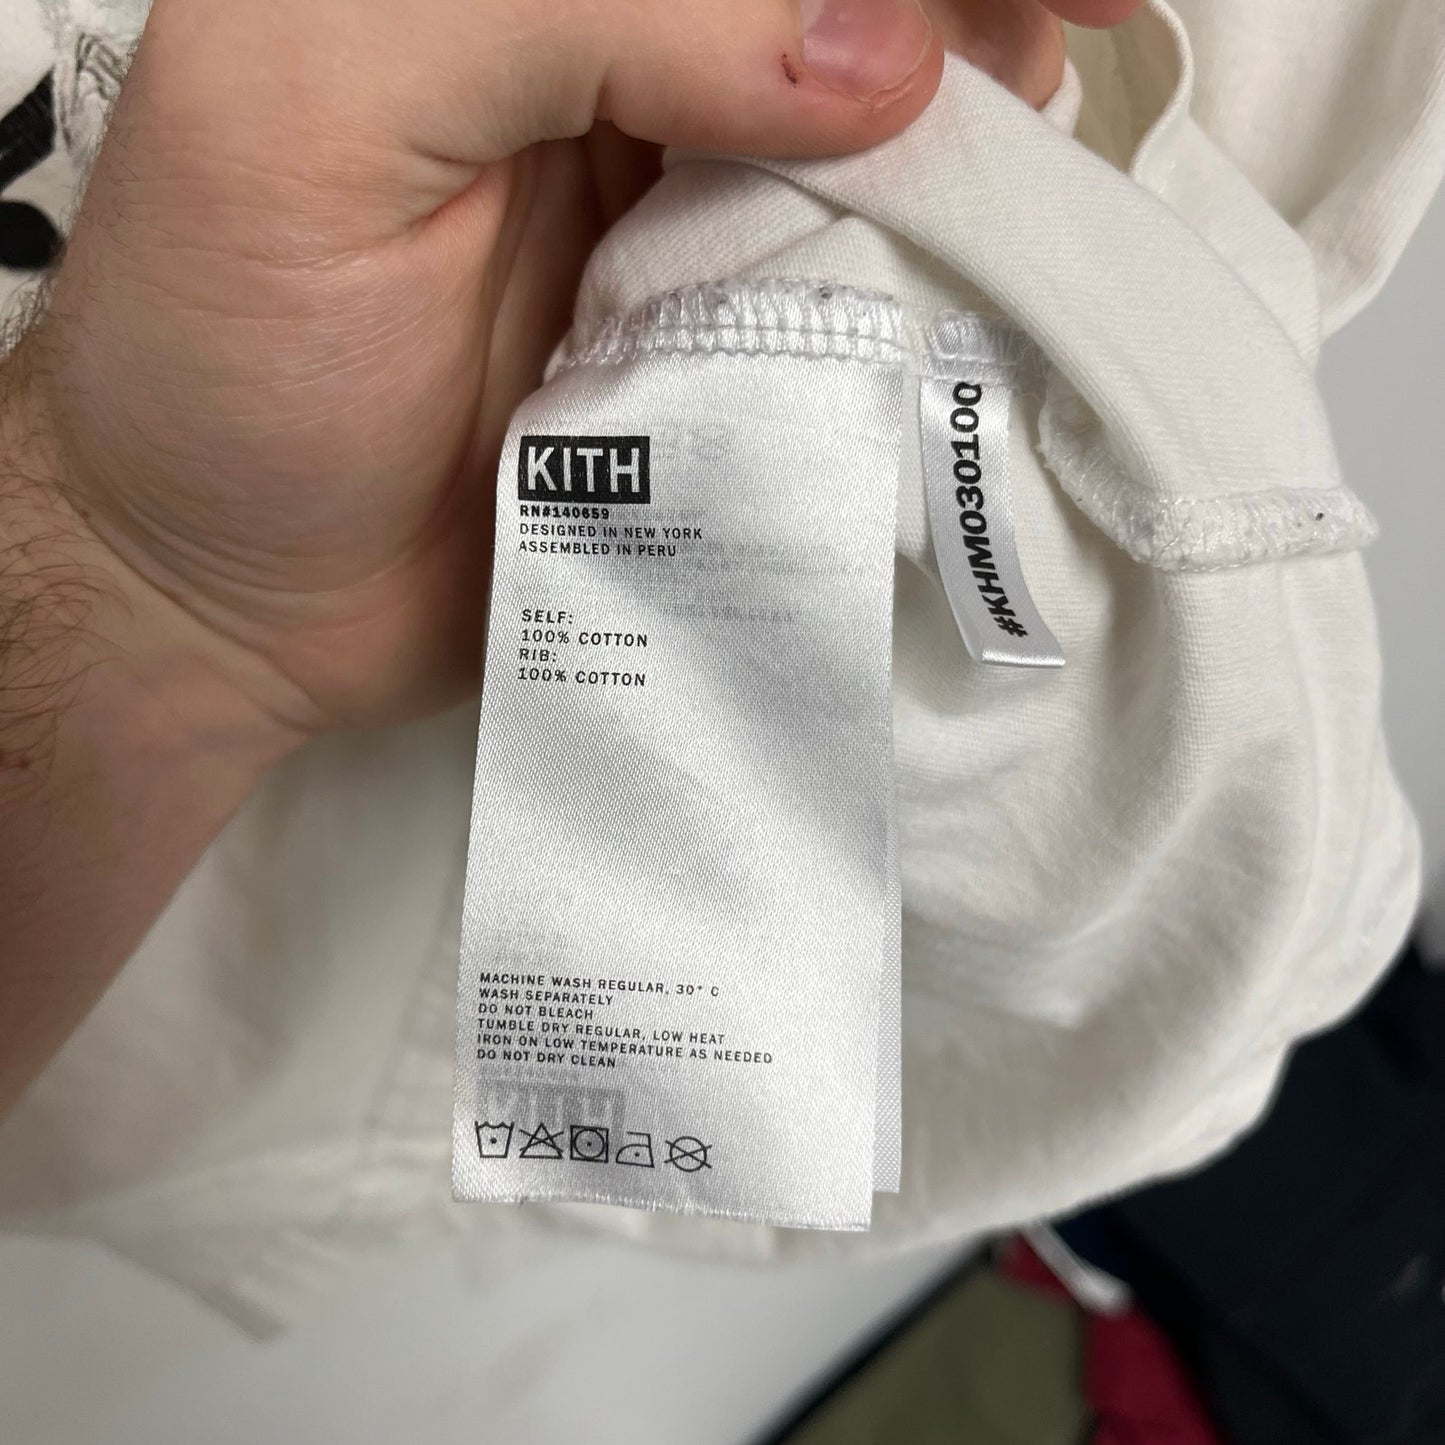 KITH
RN#140659
DESIGNED IN NEW YORK
ASSEMBLED IN PERU
SELF:
100% COTTON
RIB:
100% COTTON
MACHINE WASH REGULAR, 30° C
WASH SEPARATELY
DO NOT BLEACH
TUMBLE DRY REGULAR, LOW HEAT
IRON ON LOW TEMPERATURE AS NEEDED
DO NOT DRY CLEAN
#KHM030100